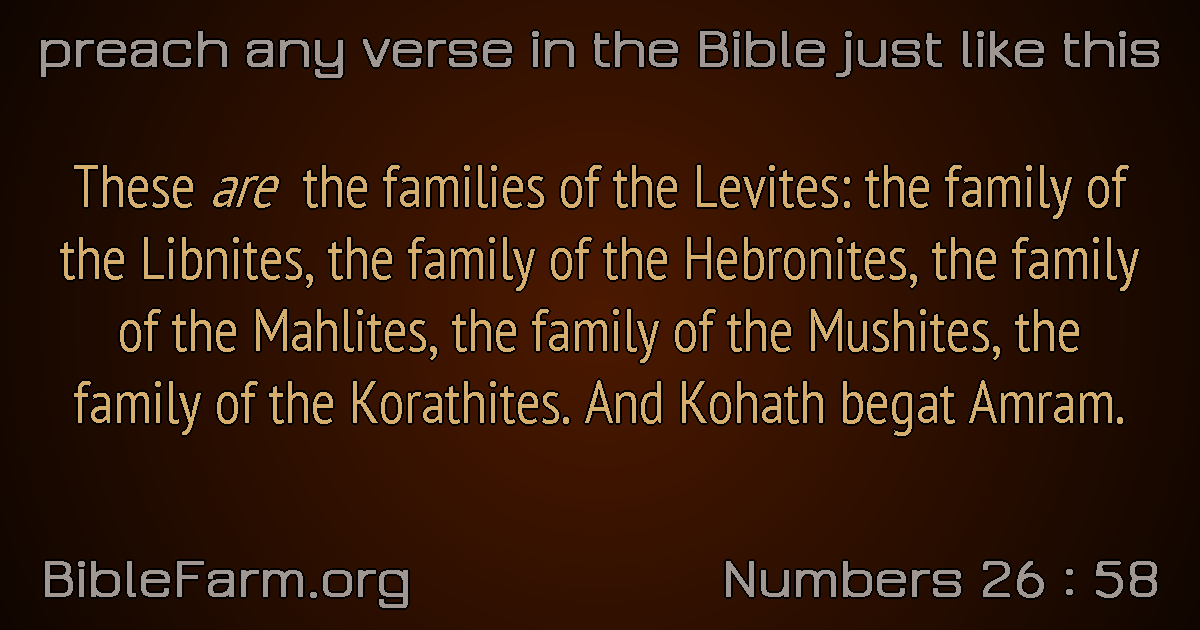 preach any verse in the Bible just like this
These are the families of the Levites: the family of
the Libnites, the family of the Hebronites, the family
of the Mahlites, the family of the Mushites, the
family of the Korathites. And Kohath begat Amram.
BibleFarm.org
Numbers 26 : 58